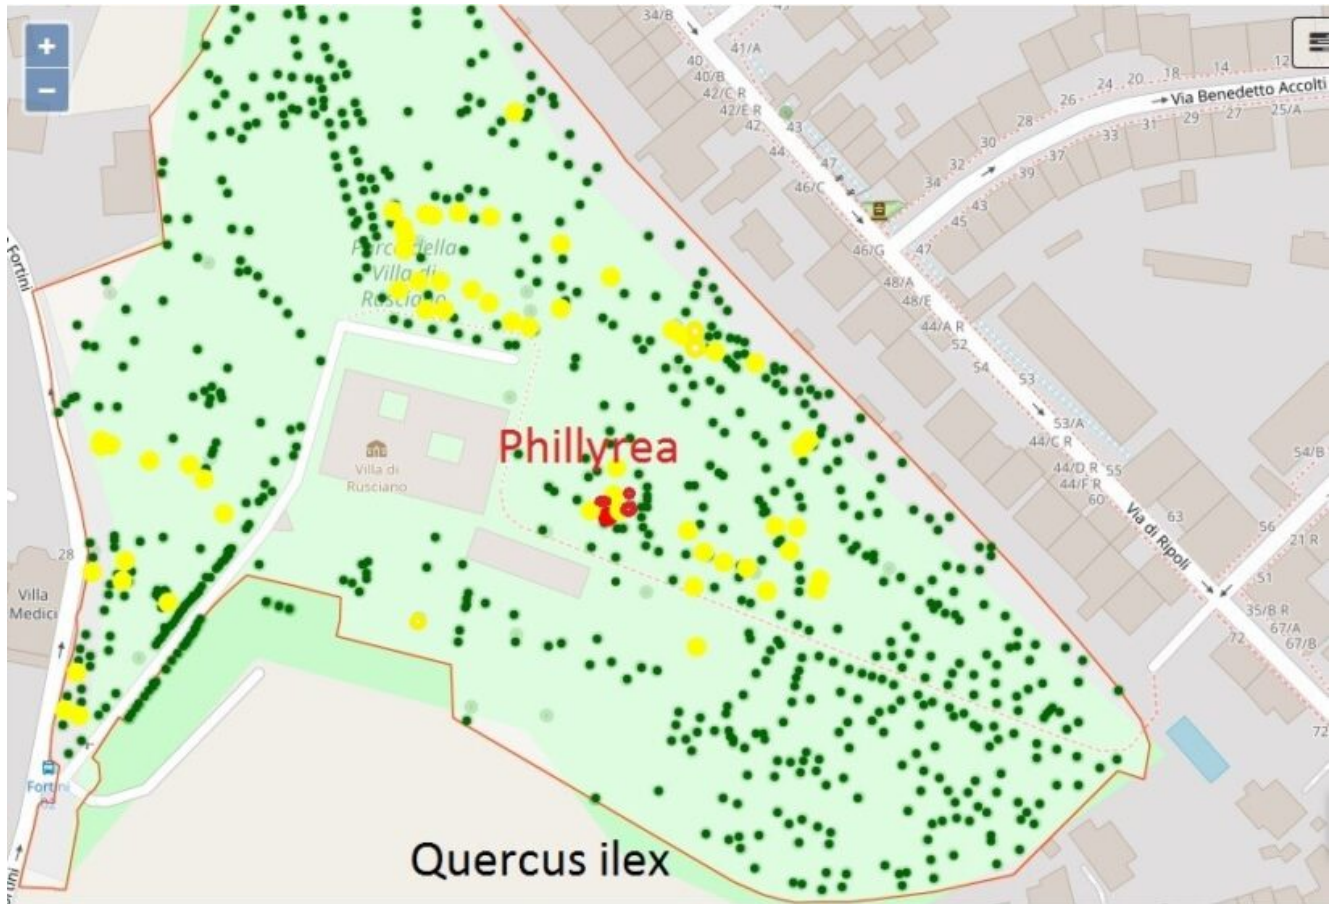 34/B
+
41/A
40
40/B
42/C R
42/E R
42
43
44
47
46/C
12
14
18
20
24
26
28
30
32
34
Via Benedetto Accolti
25/A
27
29
31
33
37
39
43
45
47
46/G
48/A
48/E
44/A R
52
54
53
53/A
44/C R
44/D R
44/F R
55
60
63
Via di Ripoli
54/B
56
21 R
51
35/B R
67/A
67/B
72
72
Parco della
Villa di
Rusciano
Fortini
Phillyrea
Villa di
Rusciano
28
Villa
Medici
Fortini
02
Quercus ilex